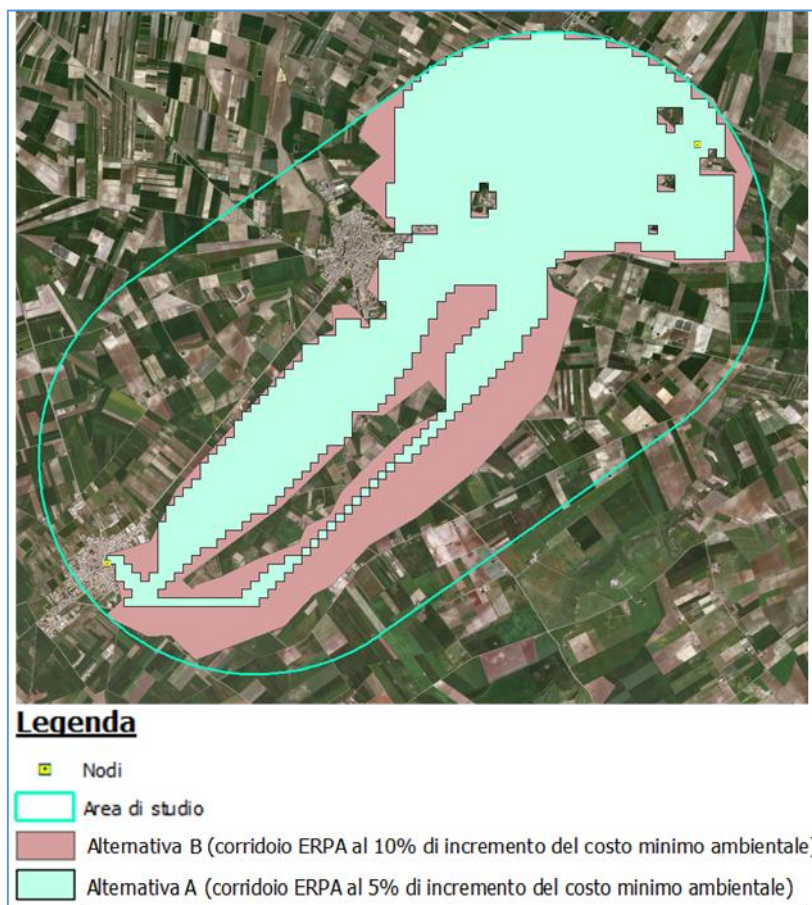 Legenda
Nodi
Area di studio
Alternativa B (corridoio ERPA al 10% di incremento del costo minimo ambientale)
Alternativa A (corridoio ERPA al 5% di incremento del costo minimo ambientale)